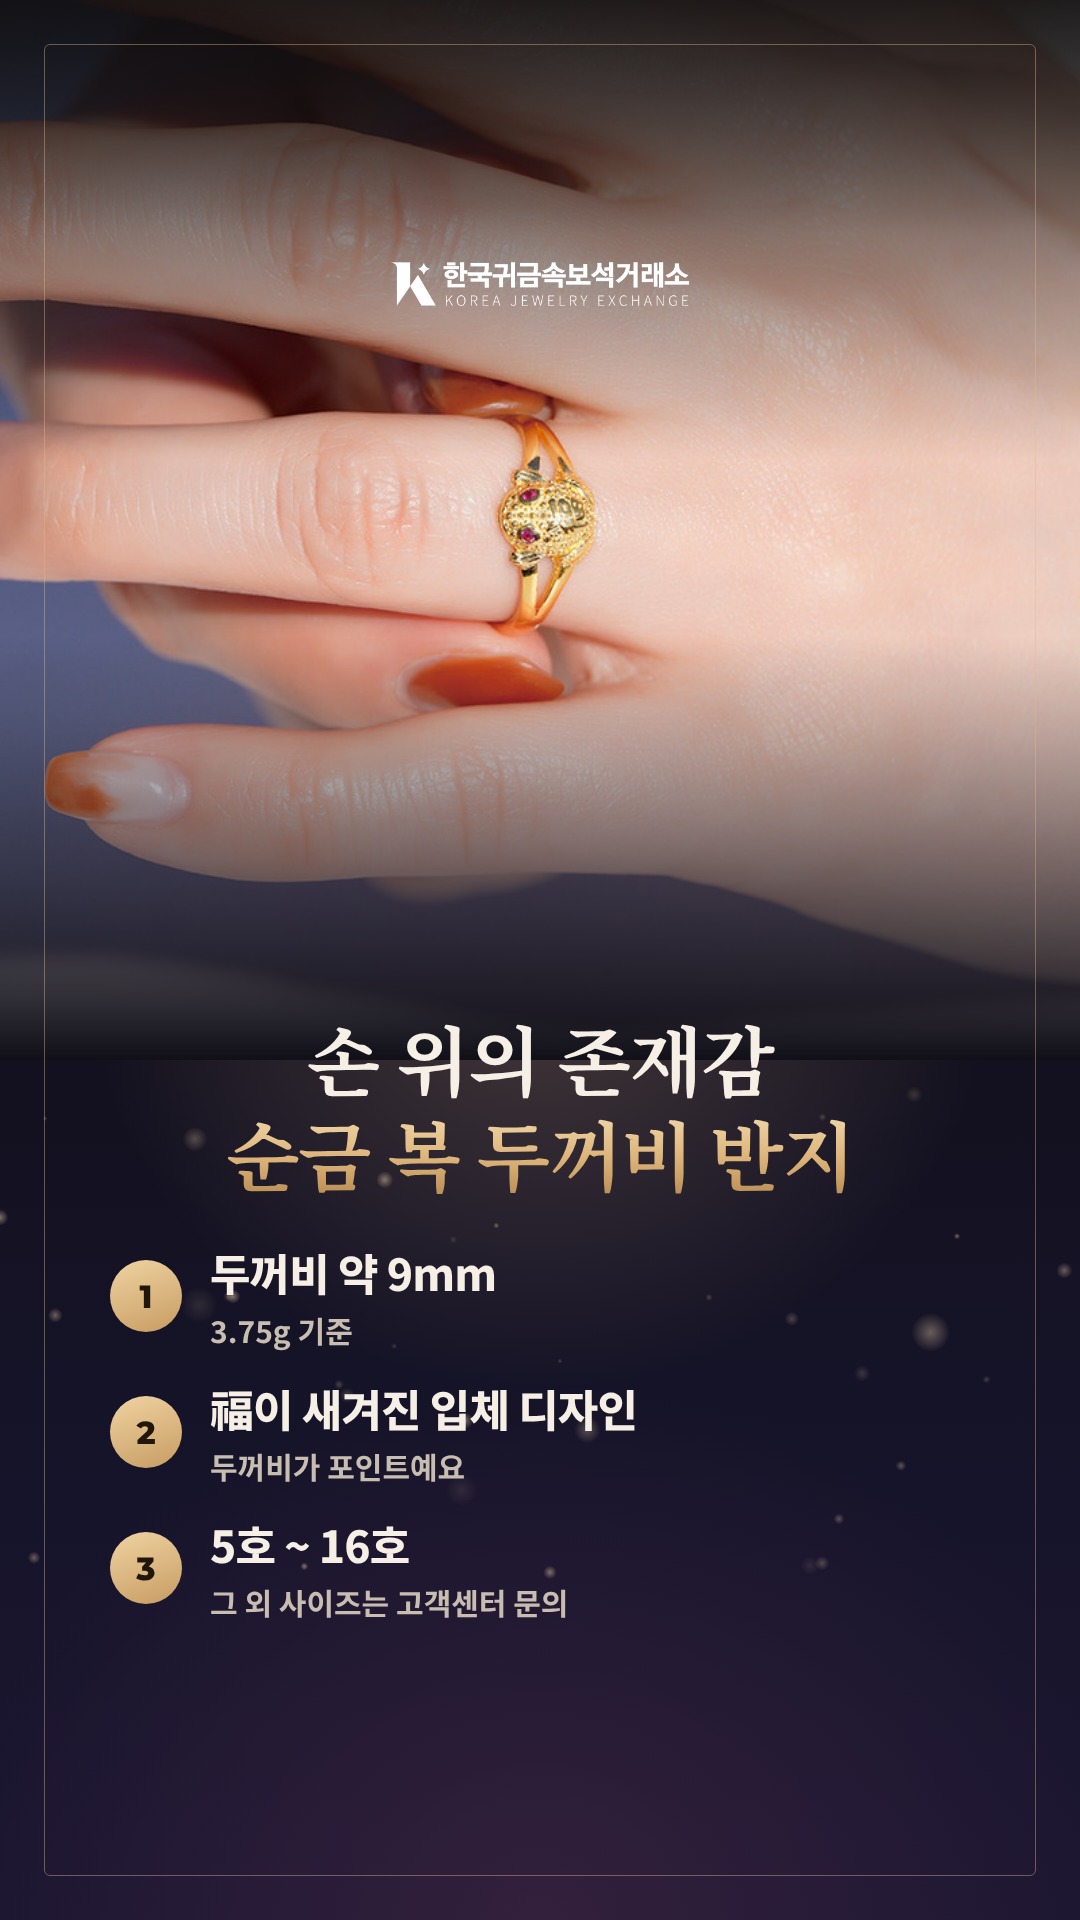 한국귀금속보석거래소
KOREA JEWELRY EXCHANGE
손 위의 존재감
순금 복 두꺼비 반지
1
두꺼비 약 9mm
3.75g 기준
2
福이 새겨진 입체 디자인
두꺼비가 포인트예요
3
5호 ~ 16호
그 외 사이즈는 고객센터 문의